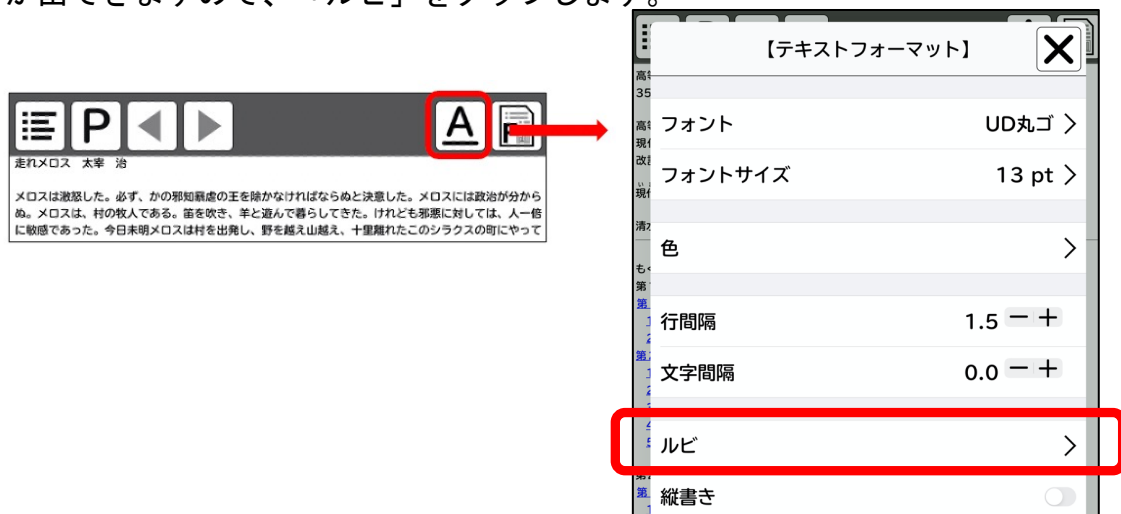 が出てきますので、「ルビ」をタップします。
P
A
F
走れメロス 太宰 治
メロスは激怒した。必ず、かの邪知暴虐の王を除かなければならぬと決意した。メロスには政治が分から
ぬ。メロスは、村の牧人である。笛を吹き、羊と遊んで暮らしてきた。けれども邪悪に対しては、人一倍
に敏感であった。今日未明メロスは村を出発し、野を越え山越え、十里離れたこのシラクスの町にやって
【テキストフォーマット】
フォント UD丸ゴ
フォントサイズ 13 pt
色
行間隔 1.5 − +
文字間隔 0.0 − +
ルビ
縦書き